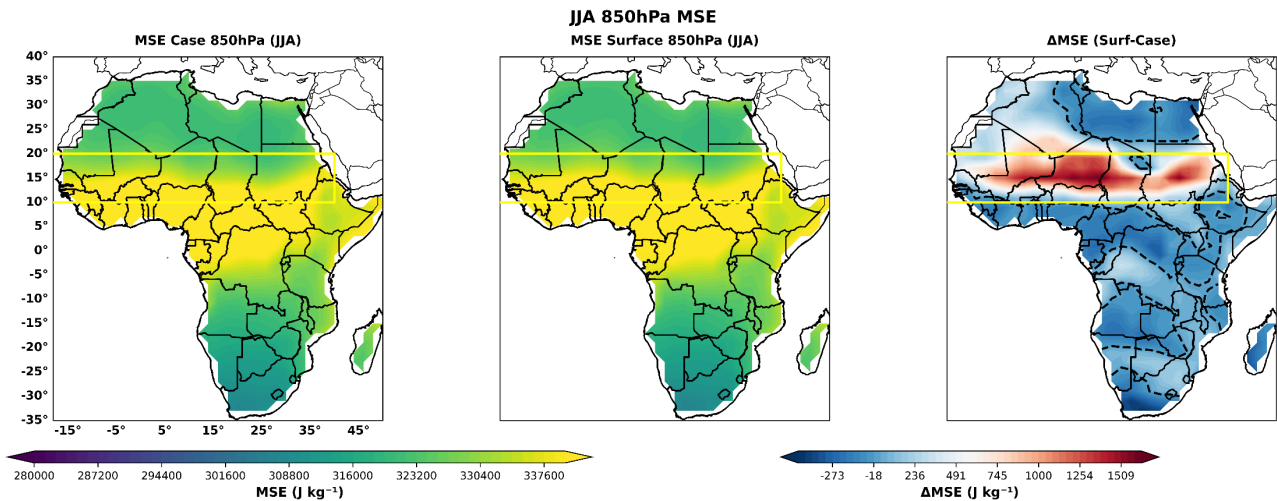 JJA 850hPa MSE
MSE Case 850hPa (JJA)
MSE Surface 850hPa (JJA)
ΔMSE (Surf-Case)
40°
35°
30°
25°
20°
15°
10°
5°
0°
-5°
-10°
-15°
-20°
-25°
-30°
-35°
-15° -5° 5° 15° 25° 35° 45°
280000 287200 294400 301600 308800 316000 323200 330400 337600
MSE (J kg⁻¹)
-273 -18 236 491 745 1000 1254 1509
ΔMSE (J kg⁻¹)